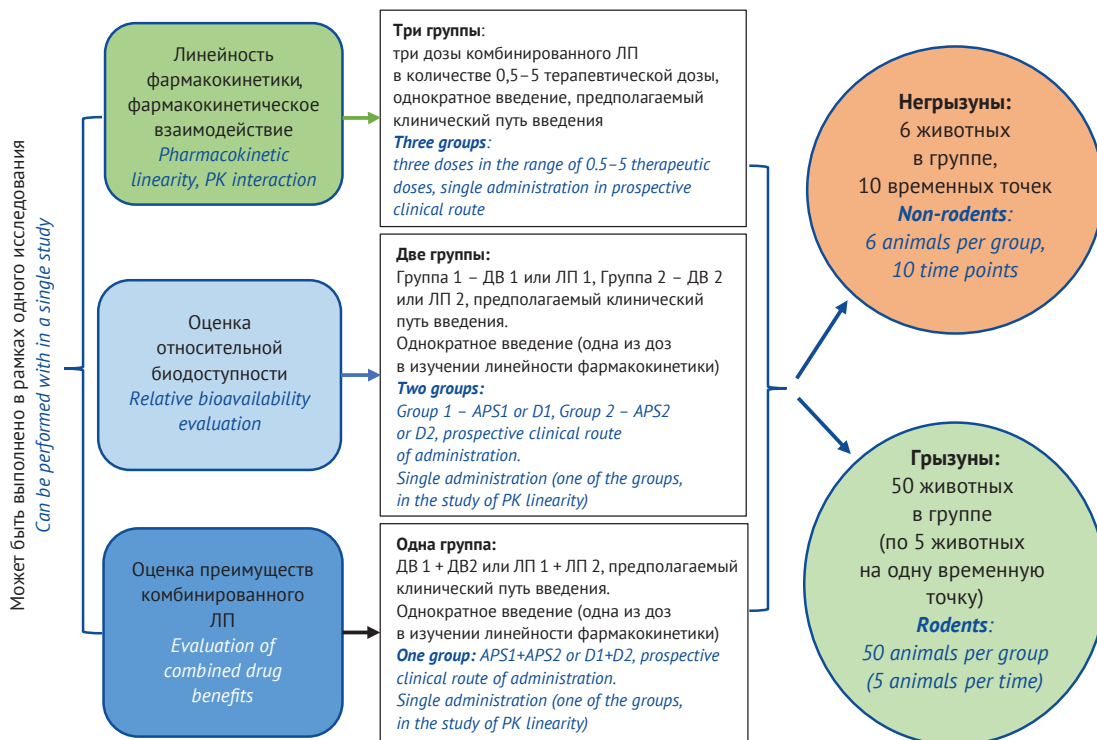 Может быть выполнено в рамках одного исследования
Can be performed with in a single study
Линейность
фармакокинетики,
фармакокинетическое
взаимодействие
Pharmacokinetic
linearity, PK interaction
Три группы:
три дозы комбинированного ЛП
в количестве 0,5–5 терапевтической дозы,
однократное введение, предполагаемый
клинический путь введения
Three groups:
three doses in the range of 0.5–5 therapeutic
doses, single administration in prospective
clinical route
Оценка
относительной
биодоступности
Relative bioavailability
evaluation
Две группы:
Группа 1 – ДВ 1 или ЛП 1, Группа 2 – ДВ 2
или ЛП 2, предполагаемый клинический
путь введения.
Однократное введение (одна из доз
в изучении линейности фармакокинетики)
Two groups:
Group 1 – APS1 or D1, Group 2 – APS2
or D2, prospective clinical route
of administration.
Single administration (one of the groups,
in the study of PK linearity)
Оценка преимуществ
комбинированного
ЛП
Evaluation of
combined drug
benefits
Одна группа:
ДВ 1 + ДВ2 или ЛП 1 + ЛП 2, предполагаемый
клинический путь введения.
Однократное введение (одна из доз
в изучении линейности фармакокинетики)
One group: APS1+APS2 or D1+D2, prospective
clinical route of administration.
Single administration (one of the groups,
in the study of PK linearity)
Негрызуны:
6 животных
в группе,
10 временных точек
Non-rodents:
6 animals per group,
10 time points
Грызуны:
50 животных
в группе
(по 5 животных
на одну временную
точку)
Rodents:
50 animals per group
(5 animals per time)